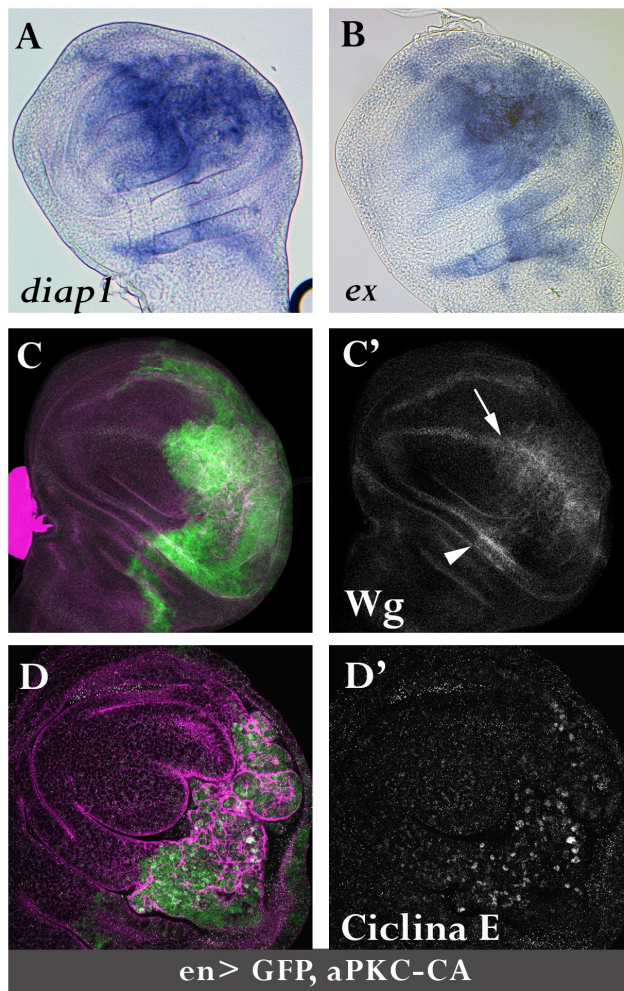 A
B
diap1
ex
C
C’
Wg
D
D’
Ciclina E
en> GFP, aPKC-CA